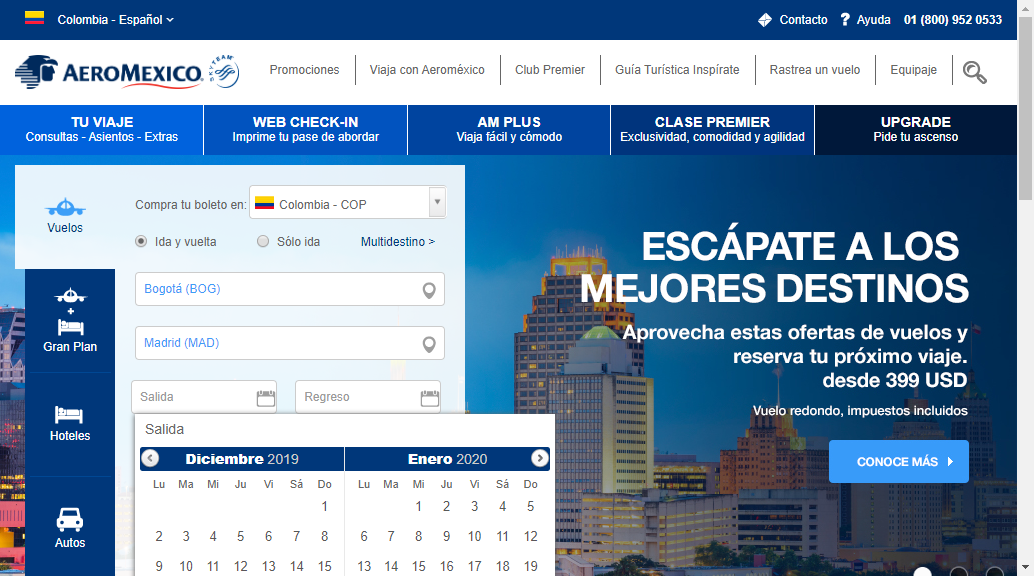 Colombia - Español
Contacto
Ayuda
01 (800) 952 0533
AEROMEXICO.
SKYTEAM
Promociones
Viaja con Aeroméxico
Club Premier
Guía Turística Inspírate
Rastrea un vuelo
Equipaje
TU VIAJE
Consultas - Asientos - Extras
WEB CHECK-IN
Imprime tu pase de abordar
AM PLUS
Viaja fácil y cómodo
CLASE PREMIER
Exclusividad, comodidad y agilidad
UPGRADE
Pide tu ascenso
Vuelos
Compra tu boleto en:
Colombia - COP
Ida y vuelta
Sólo ida
Multidestino >
Bogotá (BOG)
Madrid (MAD)
Salida
Regreso
+
Gran Plan
Hoteles
Autos
Salida
Diciembre 2019
Lu Ma Mi Ju Vi Sá Do
1
2 3 4 5 6 7 8
9 10 11 12 13 14 15
Enero 2020
Lu Ma Mi Ju Vi Sá Do
1 2 3 4 5
6 7 8 9 10 11 12
13 14 15 16 17 18 19
ESCÁPATE A LOS
MEJORES DESTINOS
Aprovecha estas ofertas de vuelos y
reserva tu próximo viaje.
desde 399 USD
Vuelo redondo, impuestos incluidos
CONOCE MÁS